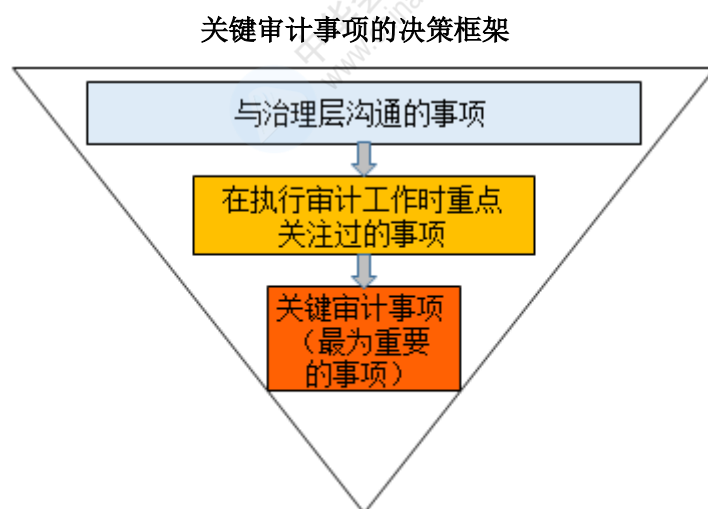 关键审计事项的决策框架
与治理层沟通的事项
在执行审计工作时重点
关注过的事项
关键审计事项
（最为重要
的事项）